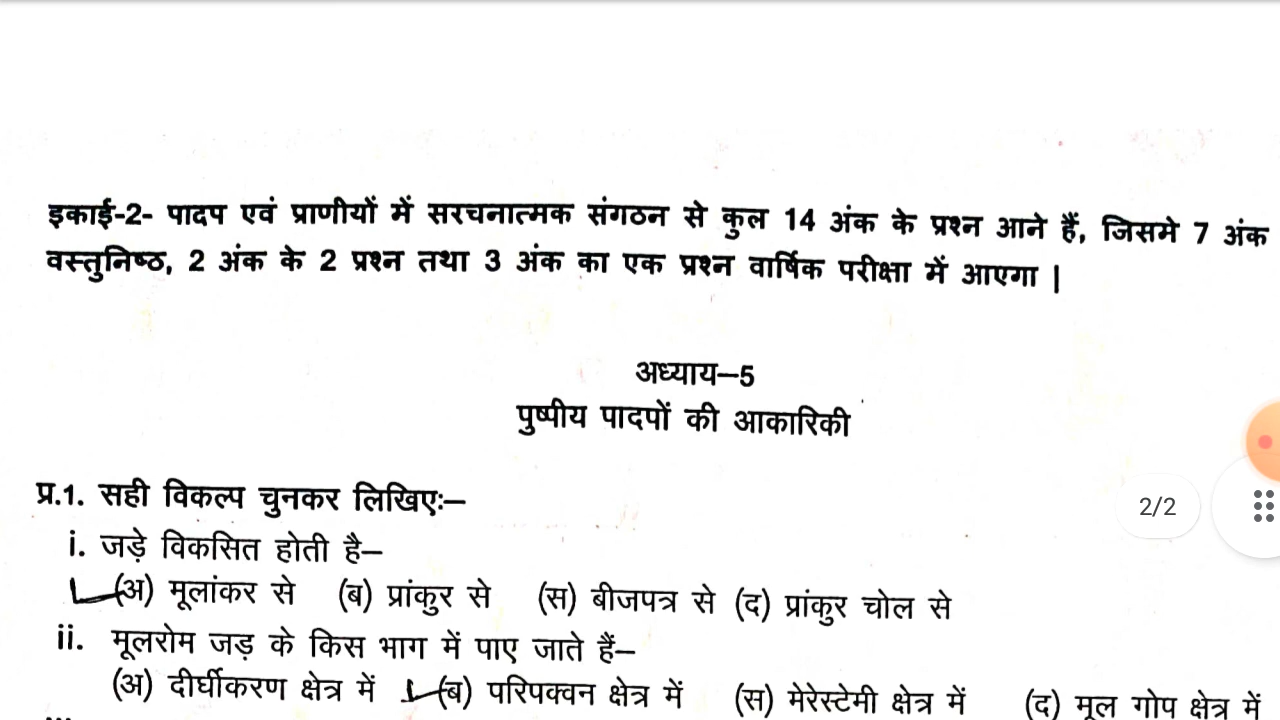 इकाई-2- पादप एवं प्राणीयों में सरचनात्मक संगठन से कुल 14 अंक के प्रश्न आने हैं, जिसमे 7 अंक
वस्तुनिष्ठ, 2 अंक के 2 प्रश्न तथा 3 अंक का एक प्रश्न वार्षिक परीक्षा में आएगा |
अध्याय–5
पुष्पीय पादपों की आकारिकी
प्र.1. सही विकल्प चुनकर लिखिएः–
2/2
i. जड़े विकसित होती है–
(अ) मूलांकर से (ब) प्रांकुर से (स) बीजपत्र से (द) प्रांकुर चोल से
ii. मूलरोम जड़ के किस भाग में पाए जाते हैं–
(अ) दीर्घीकरण क्षेत्र में (ब) परिपक्वन क्षेत्र में (स) मेरेस्टेमी क्षेत्र में (द) मूल गोप क्षेत्र में